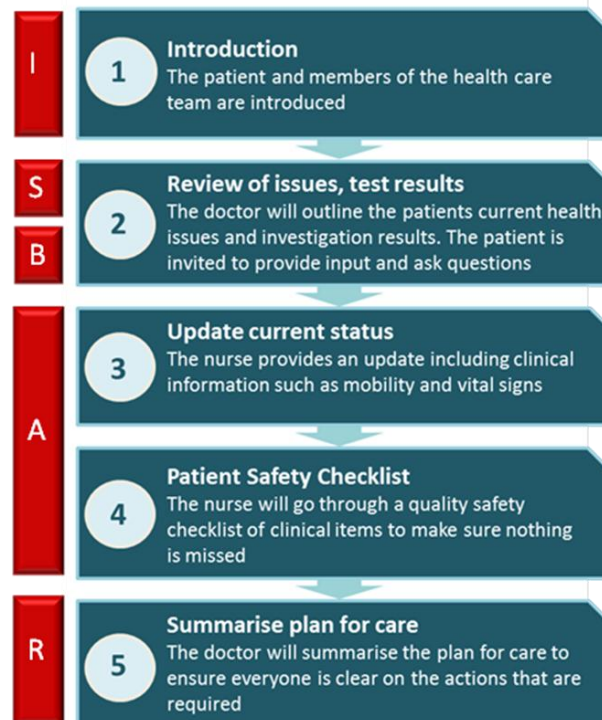 I
1
Introduction
The patient and members of the health care
team are introduced
S
B
2
Review of issues, test results
The doctor will outline the patients current health
issues and investigation results. The patient is
invited to provide input and ask questions
A
3
Update current status
The nurse provides an update including clinical
information such as mobility and vital signs
4
Patient Safety Checklist
The nurse will go through a quality safety
checklist of clinical items to make sure nothing
is missed
R
5
Summarise plan for care
The doctor will summarise the plan for care to
ensure everyone is clear on the actions that are
required